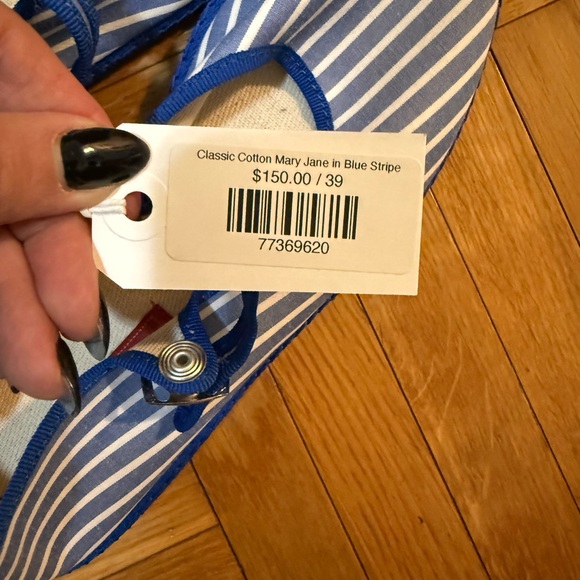 Classic Cotton Mary Jane in Blue Stripe
$150.00 / 39
77369620